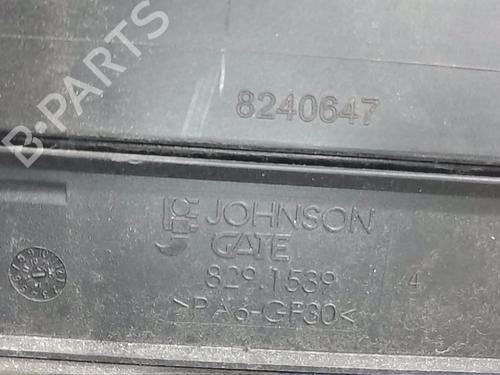 B-PARTS
8240647
JOHNSON
GATE
829.1539
4
>PA6-GF30<